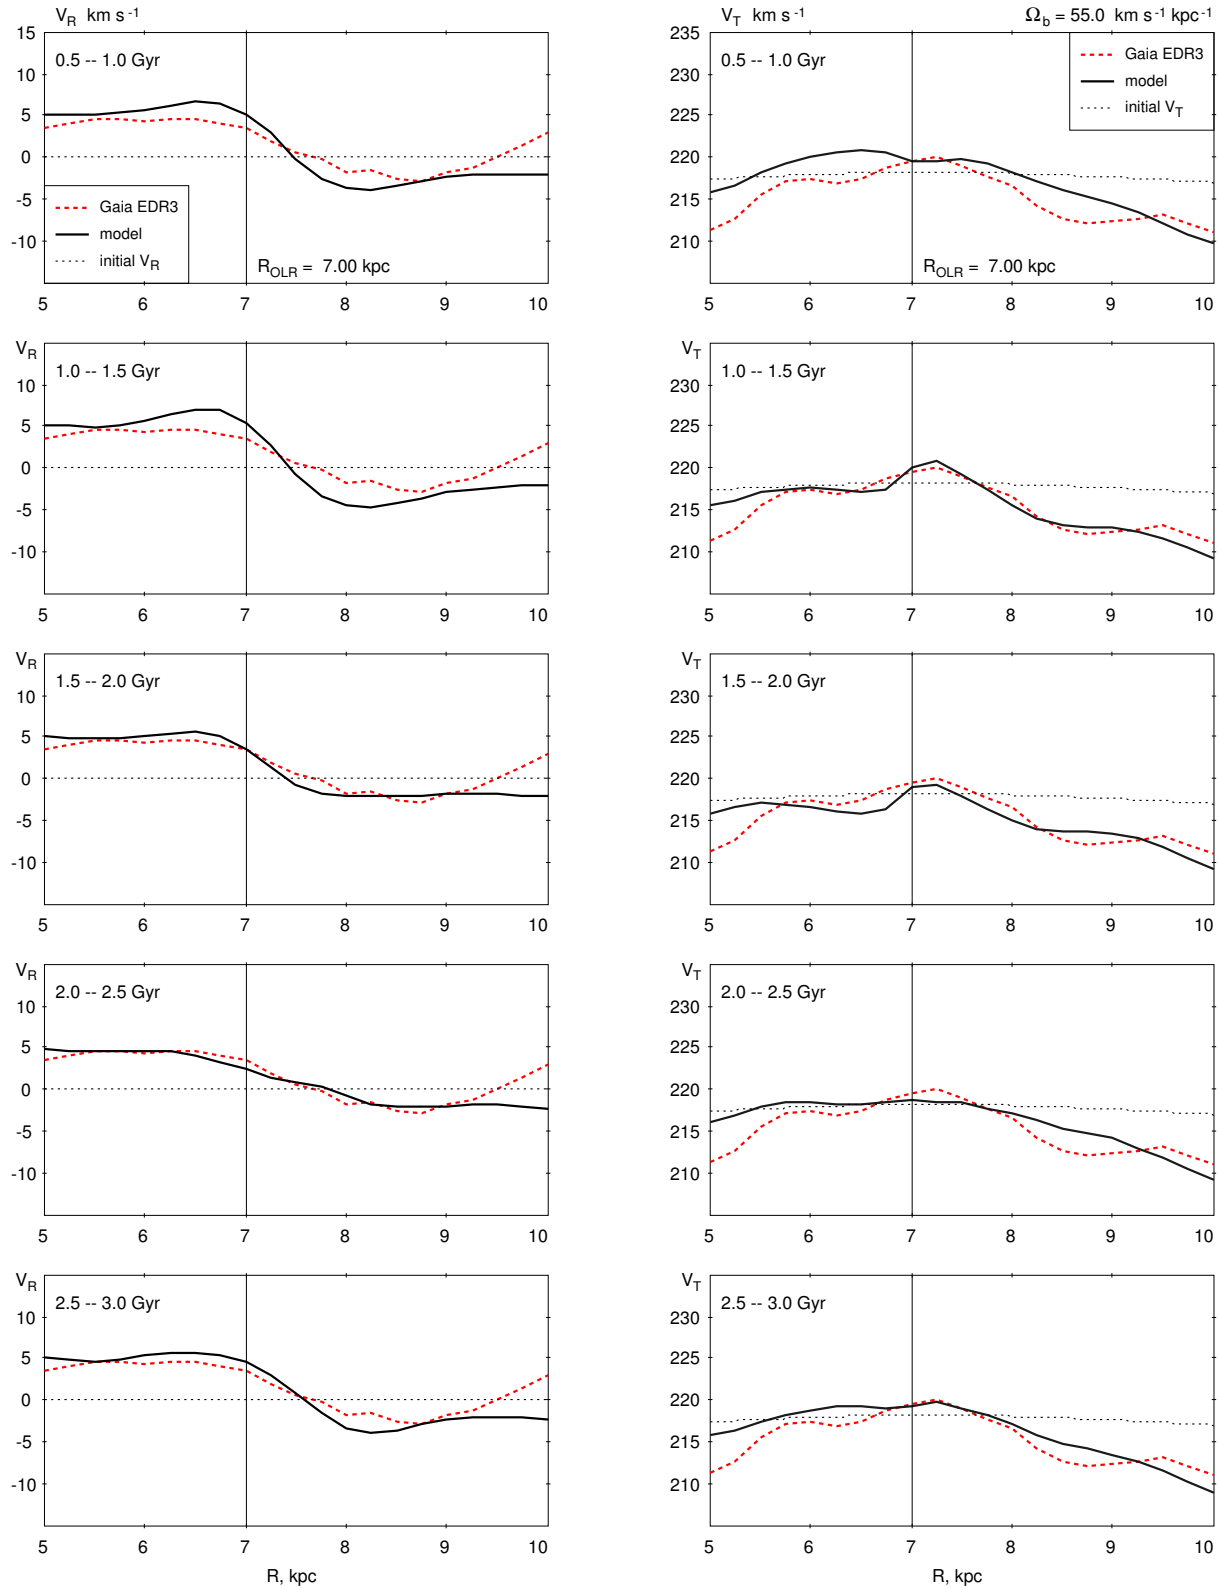 V_R km s^-1
15
10
5
0
-5
-10
0.5 -- 1.0 Gyr
Gaia EDR3
model
initial V_R
R_OLR = 7.00 kpc
5 6 7 8 9 10
V_T km s^-1
Ω_b = 55.0 km s^-1 kpc^-1
235
230
225
220
215
210
0.5 -- 1.0 Gyr
Gaia EDR3
model
initial V_T
R_OLR = 7.00 kpc
5 6 7 8 9 10
V_R
10
5
0
-5
-10
1.0 -- 1.5 Gyr
5 6 7 8 9 10
V_T
230
225
220
215
210
1.0 -- 1.5 Gyr
5 6 7 8 9 10
V_R
10
5
0
-5
-10
1.5 -- 2.0 Gyr
5 6 7 8 9 10
V_T
230
225
220
215
210
1.5 -- 2.0 Gyr
5 6 7 8 9 10
V_R
10
5
0
-5
-10
2.0 -- 2.5 Gyr
5 6 7 8 9 10
V_T
230
225
220
215
210
2.0 -- 2.5 Gyr
5 6 7 8 9 10
V_R
10
5
0
-5
-10
2.5 -- 3.0 Gyr
5 6 7 8 9 10
R, kpc
V_T
230
225
220
215
210
2.5 -- 3.0 Gyr
5 6 7 8 9 10
R, kpc